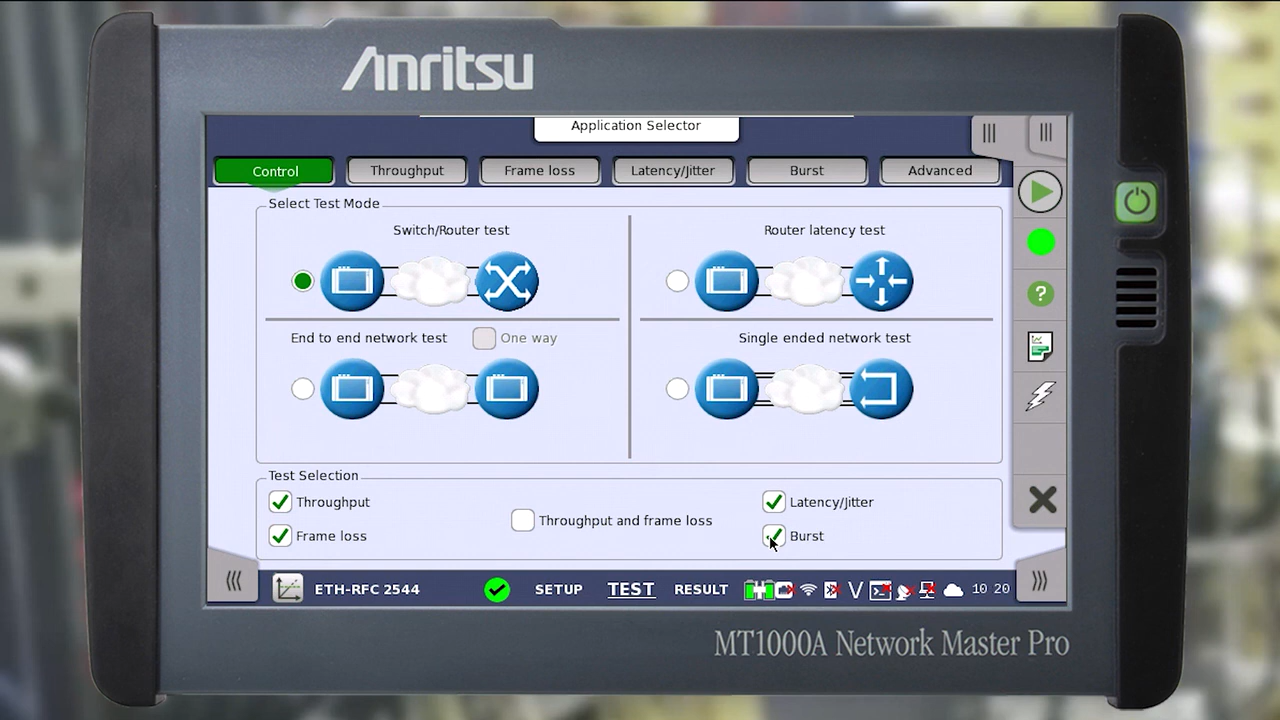 Anritsu
Application Selector
Control Throughput Frame loss Latency/Jitter Burst Advanced
Select Test Mode
Switch/Router test
Router latency test
End to end network test One way
Single ended network test
Test Selection
Throughput
Frame loss
Throughput and frame loss
Latency/Jitter
Burst
ETH-RFC 2544 SETUP TEST RESULT V 10 20
MT1000A Network Master Pro